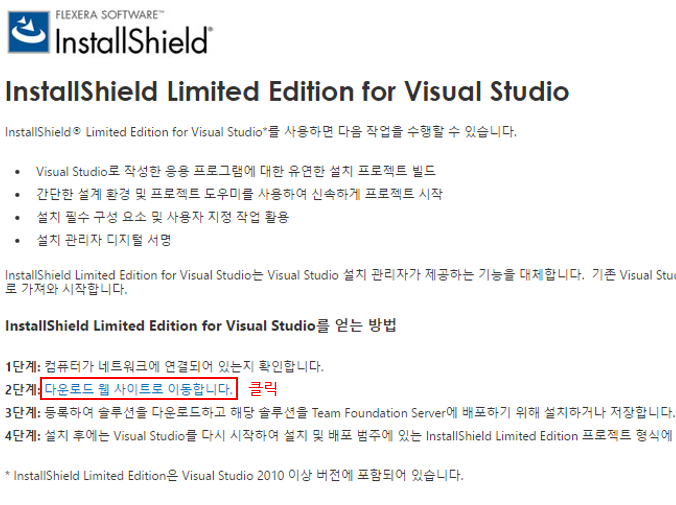 FLEXERA SOFTWARE™
InstallShield®
InstallShield Limited Edition for Visual Studio
InstallShield® Limited Edition for Visual Studio*를 사용하면 다음 작업을 수행할 수 있습니다.
• Visual Studio로 작성한 응용 프로그램에 대한 유연한 설치 프로젝트 빌드
• 간단한 설계 환경 및 프로젝트 도우미를 사용하여 신속하게 프로젝트 시작
• 설치 필수 구성 요소 및 사용자 지정 작업 활용
• 설치 관리자 디지털 서명
InstallShield Limited Edition for Visual Studio는 Visual Studio 설치 관리자가 제공하는 기능을 대체합니다. 기존 Visual Stu
로 가져와 시작합니다.
InstallShield Limited Edition for Visual Studio를 얻는 방법
1단계: 컴퓨터가 네트워크에 연결되어 있는지 확인합니다.
2단계: 다운로드 웹 사이트로 이동합니다. 클릭
3단계: 등록하여 솔루션을 다운로드하고 해당 솔루션을 Team Foundation Server에 배포하기 위해 설치하거나 저장합니다.
4단계: 설치 후에는 Visual Studio를 다시 시작하여 설치 및 배포 범주에 있는 InstallShield Limited Edition 프로젝트 형식에
* InstallShield Limited Edition은 Visual Studio 2010 이상 버전에 포함되어 있습니다.